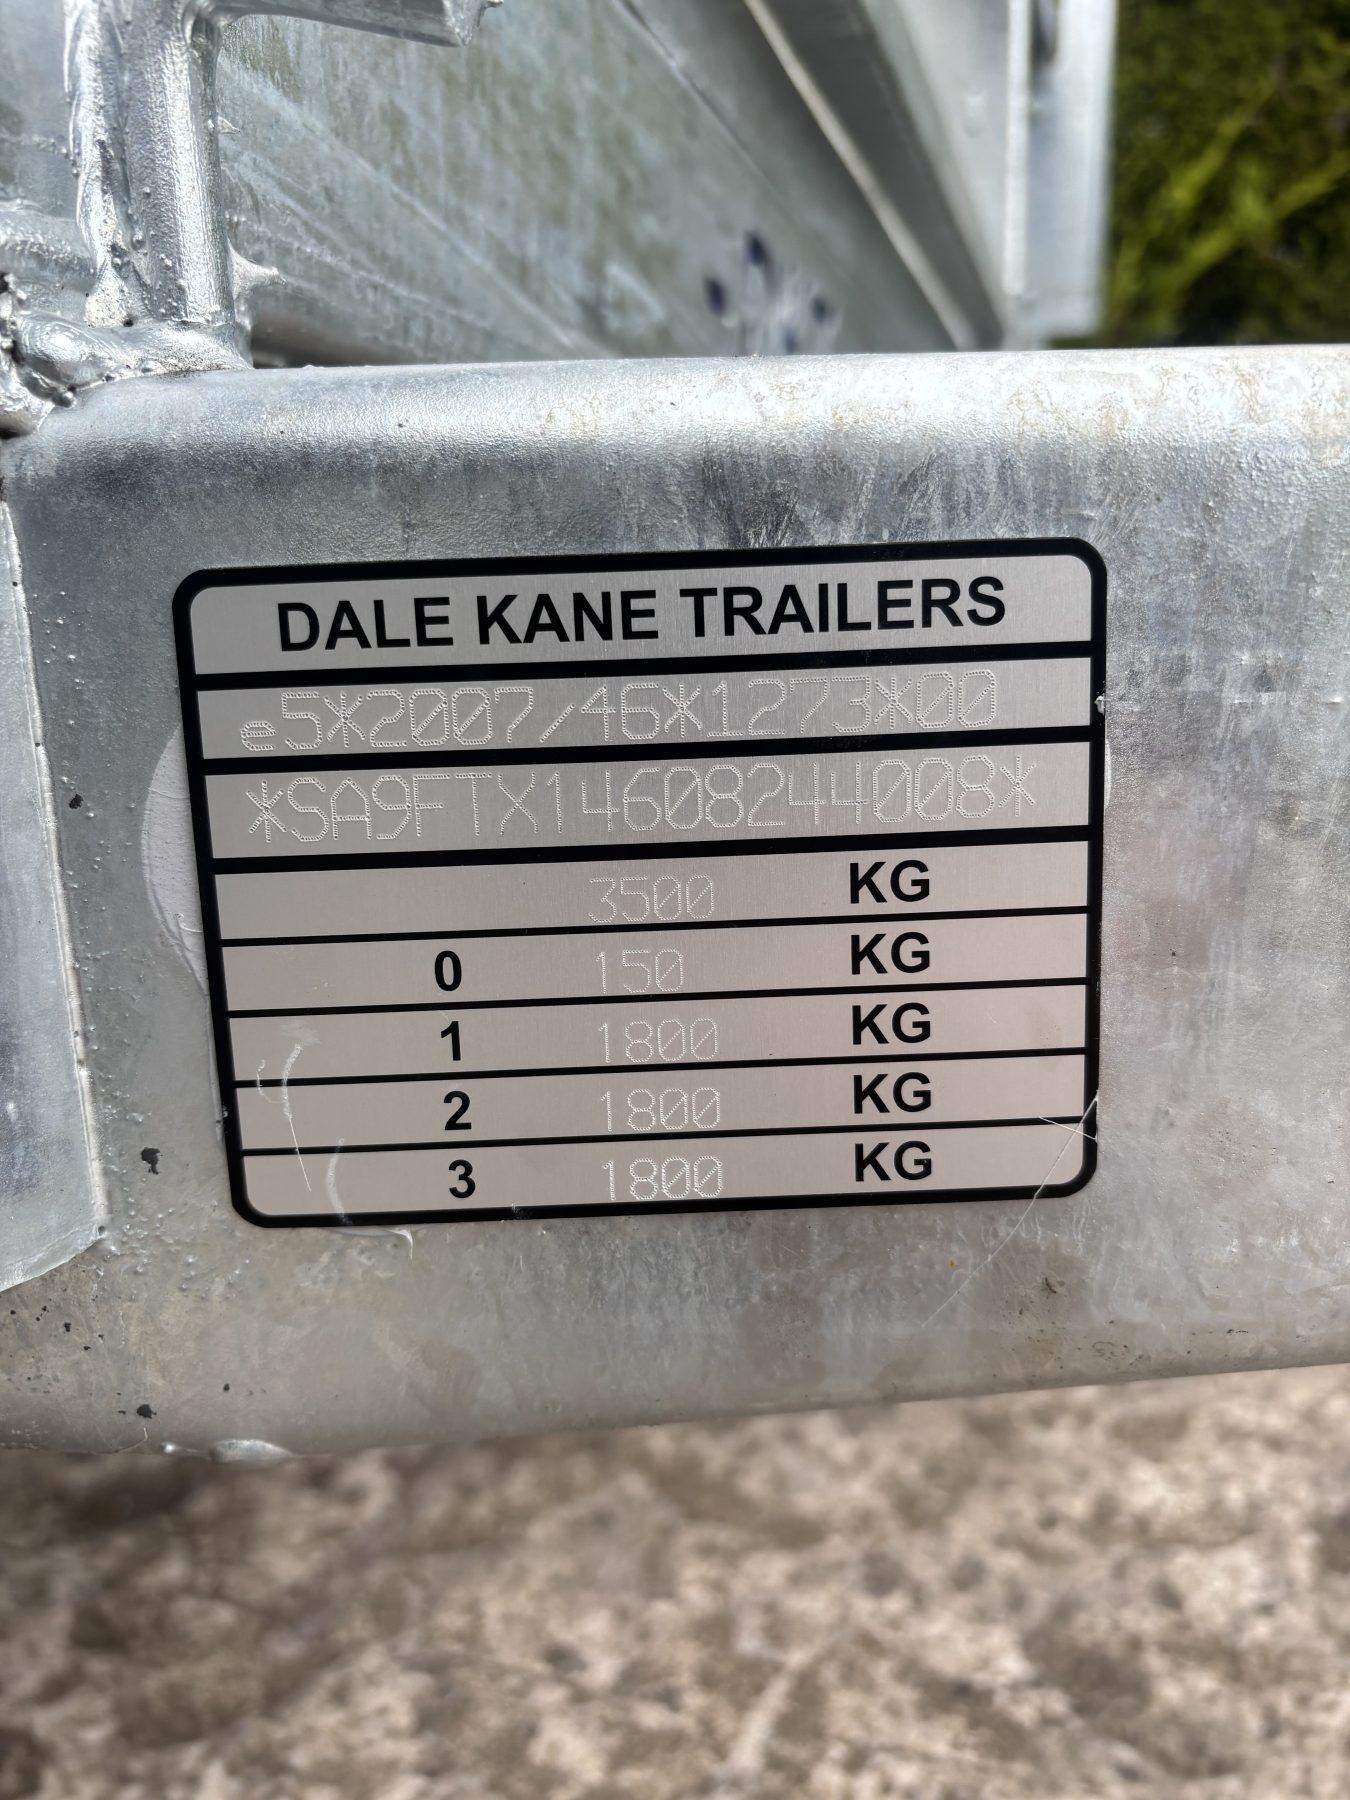 DALE KANE TRAILERS
e5*2007/46*1273*00
*SA9FTX14608244008*
3500 KG
0 150 KG
1 1800 KG
2 1800 KG
3 1800 KG